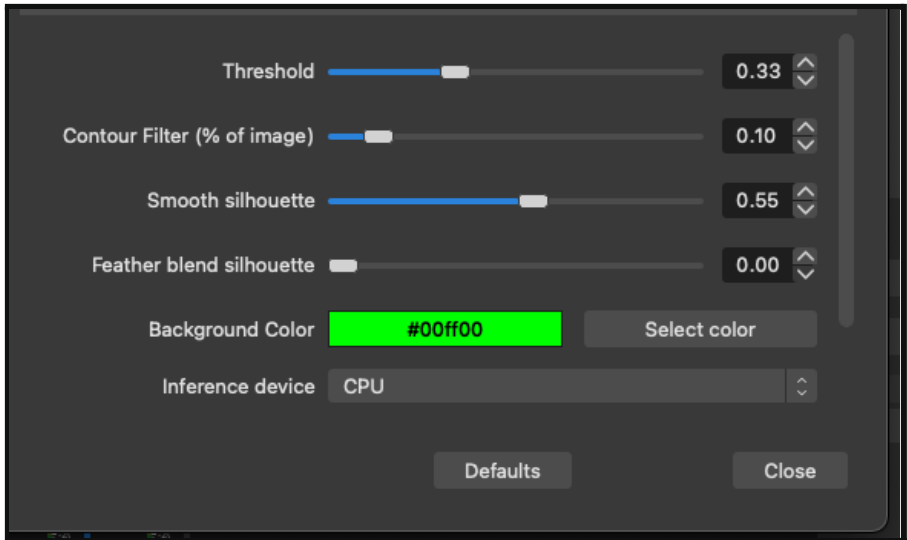 Threshold 0.33
Contour Filter (% of image) 0.10
Smooth silhouette 0.55
Feather blend silhouette 0.00
Background Color #00ff00 Select color
Inference device CPU
Defaults Close